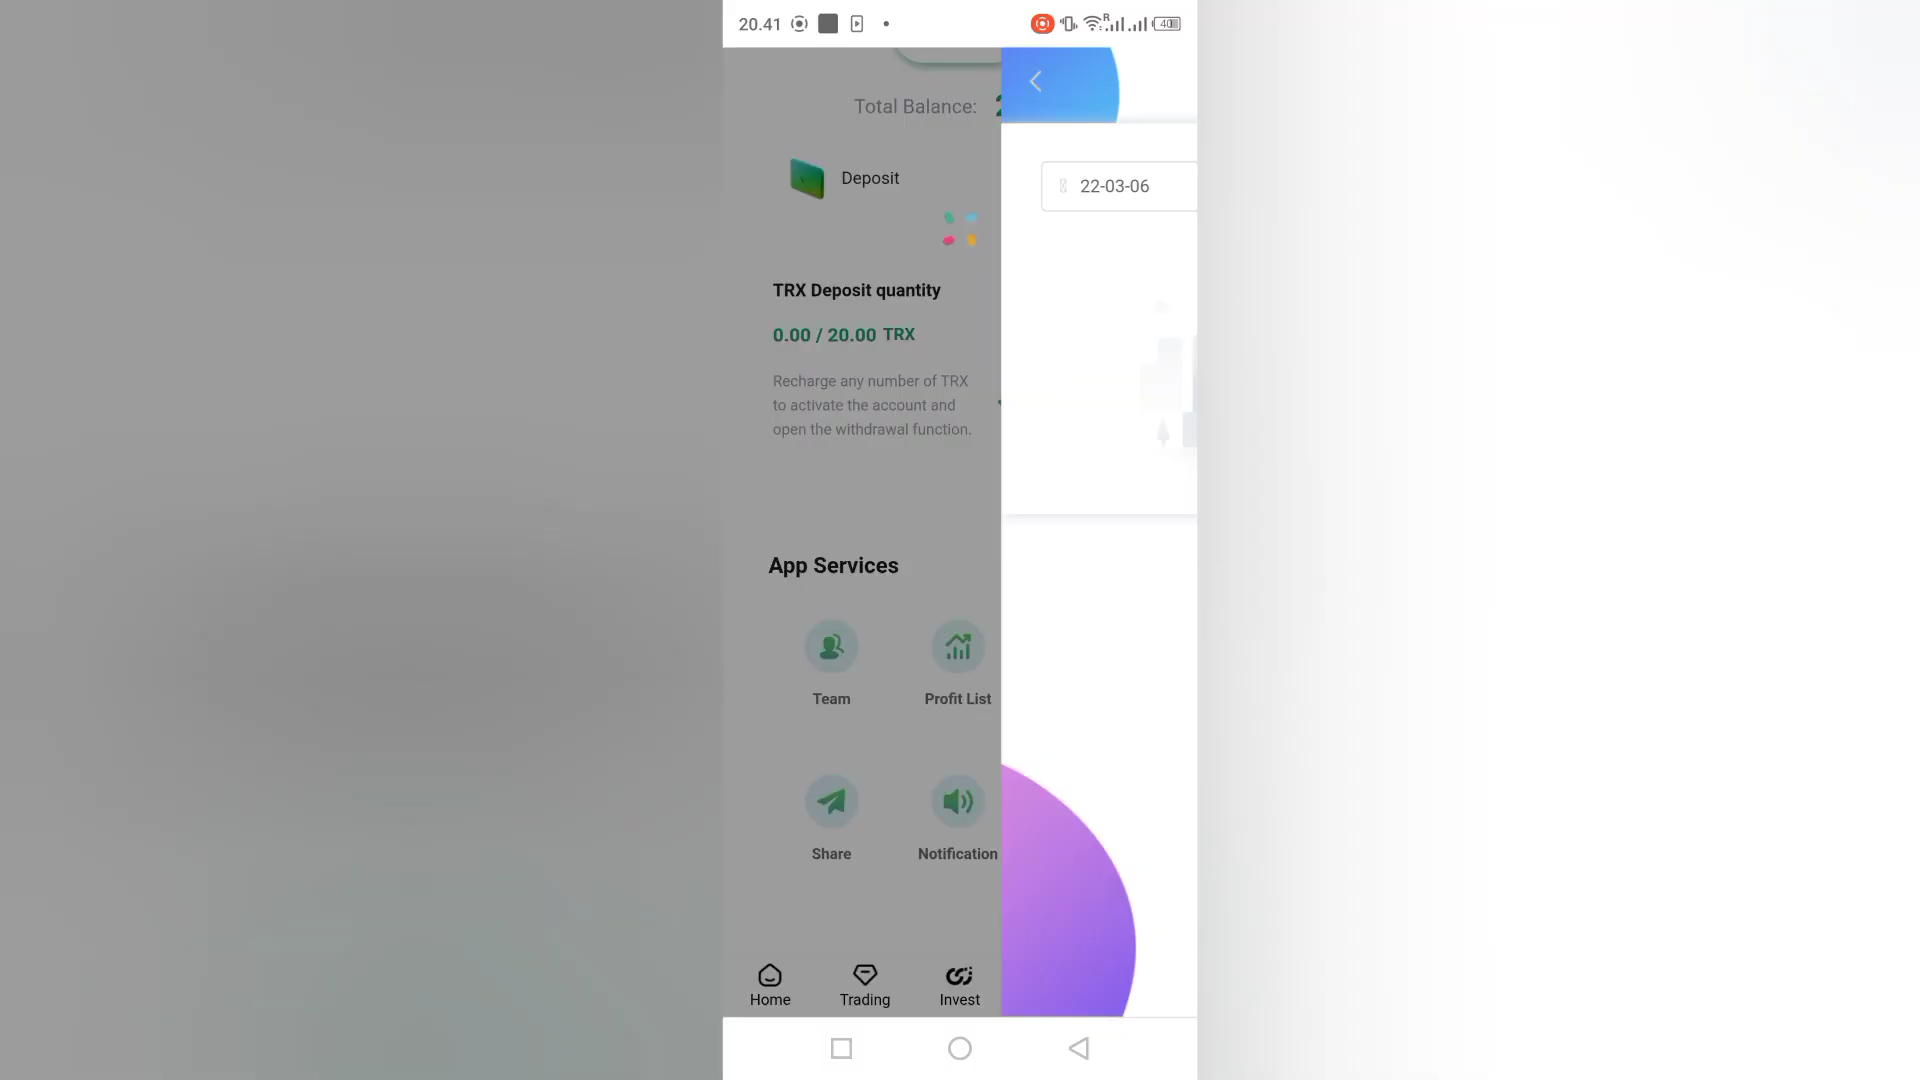 20.41
R
40
Total Balance:
Deposit
22-03-06
TRX Deposit quantity
0.00 / 20.00 TRX
Recharge any number of TRX
to activate the account and
open the withdrawal function.
App Services
Team
Profit List
Share
Notification
Home
Trading
Invest